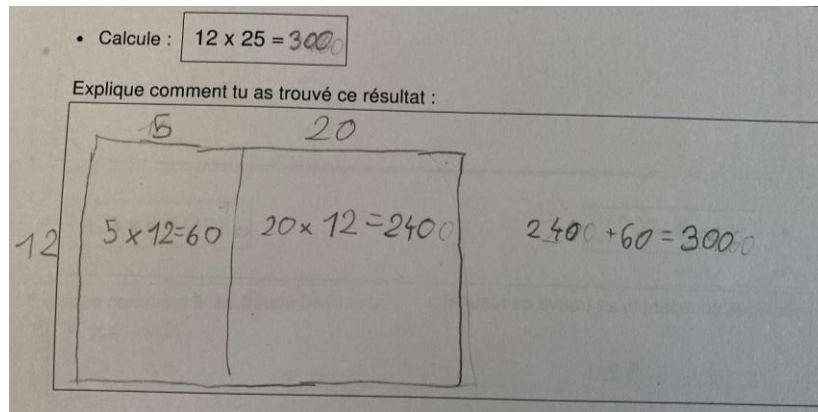 • Calcule : 12 x 25 = 300
Explique comment tu as trouvé ce résultat :
5 20
12 5 x 12=60 20 x 12=240 240 + 60 = 300